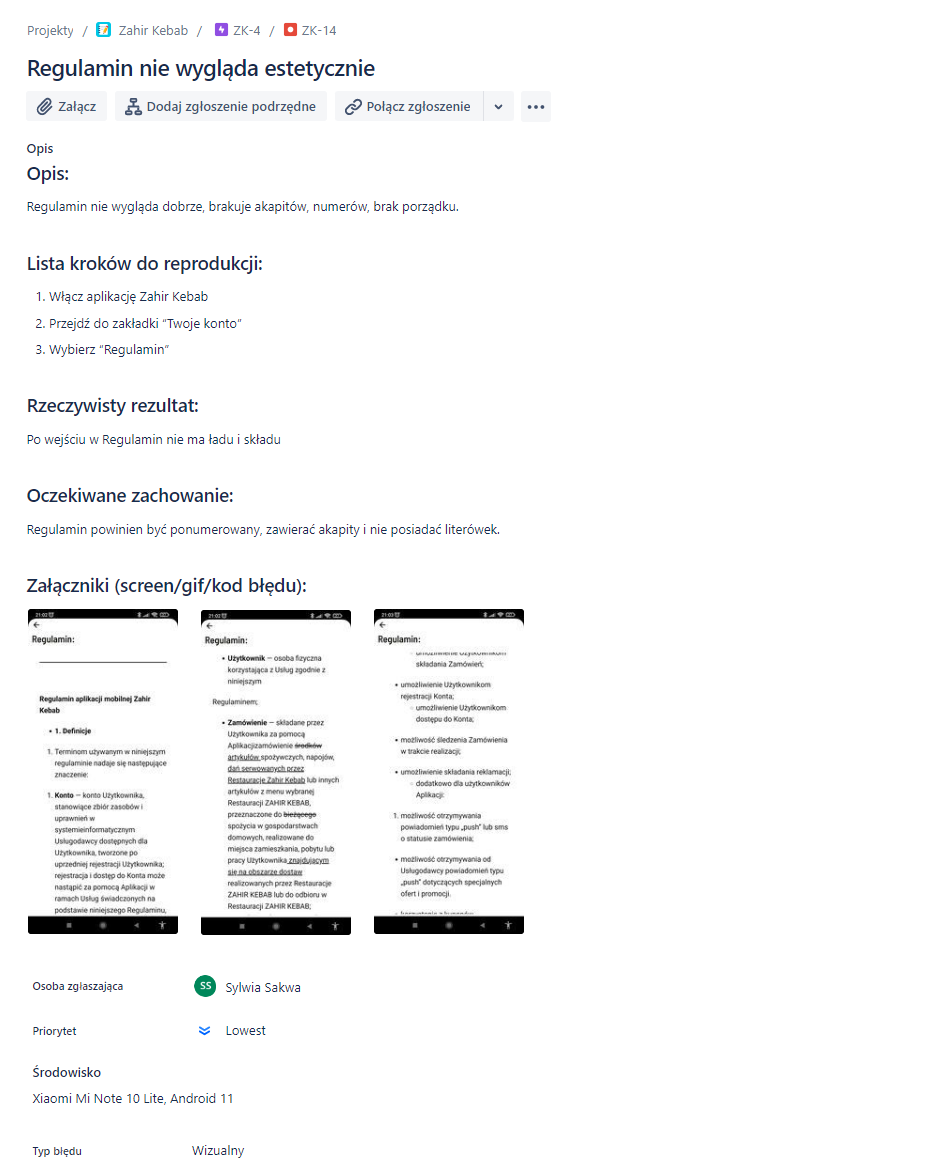 Projekty / Zahir Kebab / ZK-4 / ZK-14
Regulamin nie wygląda estetycznie
Załącz Dodaj zgłoszenie podrzędne Połącz zgłoszenie
Opis
Opis:
Regulamin nie wygląda dobrze, brakuje akapitów, numerów, brak porządku.
Lista kroków do reprodukcji:
1. Włącz aplikację Zahir Kebab
2. Przejdź do zakładki “Twoje konto”
3. Wybierz “Regulamin”
Rzeczywisty rezultat:
Po wejściu w Regulamin nie ma ładu i składu
Oczekiwane zachowanie:
Regulamin powinien być ponumerowany, zawierać akapity i nie posiadać literówek.
Załączniki (screen/gif/kod błędu):
21:02
Regulamin:
Regulamin aplikacji mobilnej Zahir
Kebab
• 1. Definicje
1. Terminom używanym w niniejszym
regulaminie nadaje się następujące
znaczenie:
1. Konto – konto Użytkownika,
stanowiące zbiór zasobów i
uprawnień w
systemieinformatycznym
Usługodawcy dostępnych dla
Użytkownika, tworzone po
uprzedniej rejestracji Użytkownika;
rejestracja i dostęp do Konta może
nastąpić za pomocą Aplikacji w
ramach Usług świadczonych na
podstawie niniejszego Regulaminu,
21:02
Regulamin:
• Użytkownik – osoba fizyczna
korzystająca z Usług zgodnie z
niniejszym
Regulaminem;
• Zamówienie – składane przez
Użytkownika za pomocą
Aplikacjizamówienie środków
artykułów spożywczych, napojów,
dań serwowanych przez
Restaurację Zahir Kebab lub innych
artykułów z menu wybranej
Restauracji ZAHIR KEBAB,
przeznaczone do bieżącego
spożycia w gospodarstwach
domowych, realizowane do
miejsca zamieszkania, pobytu lub
pracy Użytkownika znajdującym
się na obszarze dostaw
realizowanych przez Restauracje
ZAHIR KEBAB lub do odbioru w
Restauracji ZAHIR KEBAB;
21:03
Regulamin:
umożliwienie Użytkownikom
składania Zamówień;
• umożliwienie Użytkownikom
rejestracji Konta;
◦ umożliwienie Użytkownikom
dostępu do Konta;
• możliwość śledzenia Zamówienia
w trakcie realizacji;
• umożliwienie składania reklamacji;
◦ dodatkowo dla użytkowników
Aplikacji:
1. możliwość otrzymywania
powiadomień typu „push” lub sms
o statusie zamówienia;
• możliwość otrzymywania od
Usługodawcy powiadomień typu
„push” dotyczących specjalnych
ofert i promocji.
Osoba zgłaszająca SS Sylwia Sakwa
Priorytet Lowest
Środowisko
Xiaomi Mi Note 10 Lite, Android 11
Typ błędu Wizualny